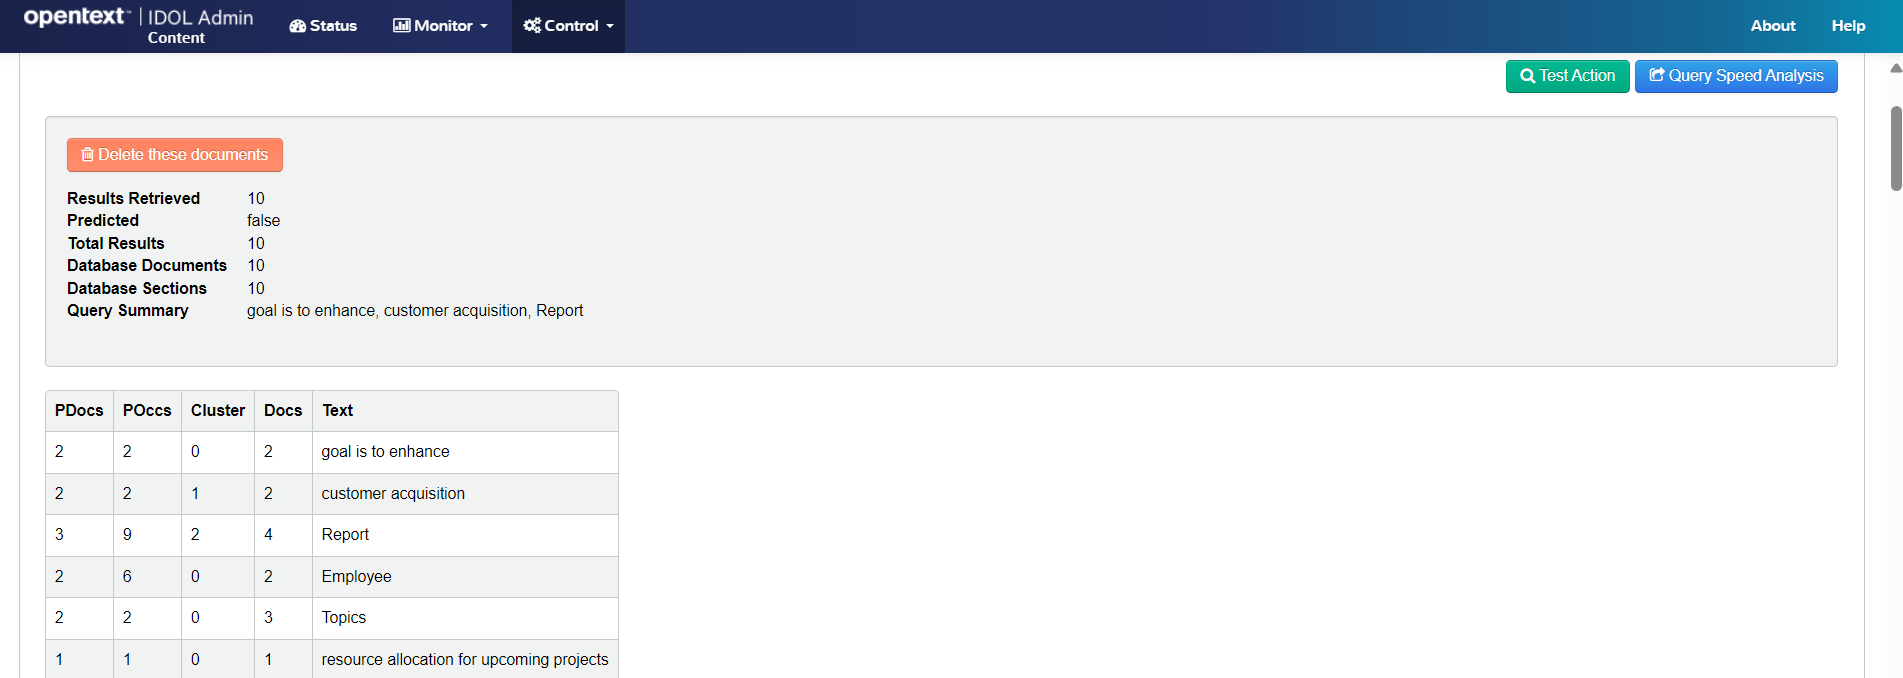 opentext™ | IDOL Admin
Content
Status
Monitor
Control
About
Help
Test Action
Query Speed Analysis
Delete these documents
Results Retrieved 10
Predicted false
Total Results 10
Database Documents 10
Database Sections 10
Query Summary goal is to enhance, customer acquisition, Report
PDocs POccs Cluster Docs Text
2 2 0 2 goal is to enhance
2 2 1 2 customer acquisition
3 9 2 4 Report
2 6 0 2 Employee
2 2 0 3 Topics
1 1 0 1 resource allocation for upcoming projects